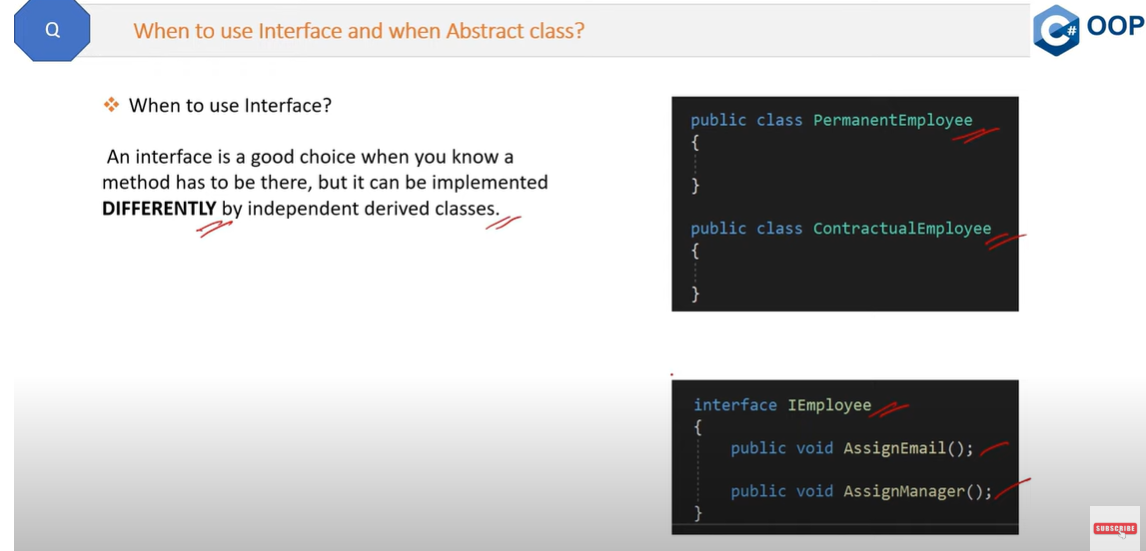 Q
When to use Interface and when Abstract class?
C# OOP
❖ When to use Interface?
An interface is a good choice when you know a
method has to be there, but it can be implemented
DIFFERENTLY by independent derived classes.
public class PermanentEmployee
{
}
public class ContractualEmployee
{
}
interface IEmployee
{
public void AssignEmail();
public void AssignManager();
}
SUBSCRIBE